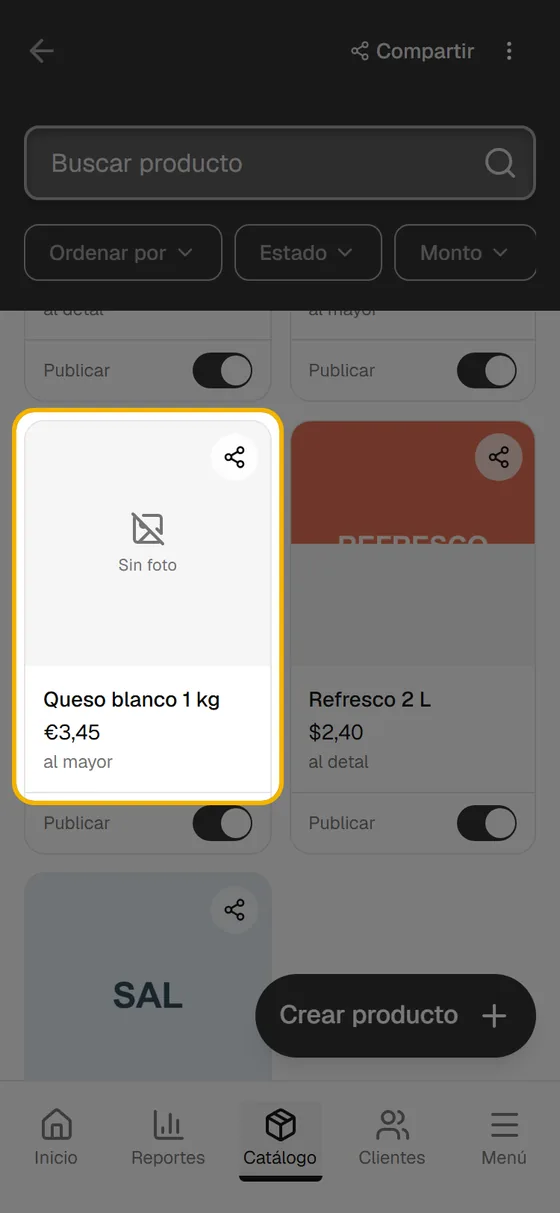 Compartir
Buscar producto
Ordenar por
Estado
Monto
al detal
al mayor
Publicar
Publicar
Sin foto
REFRESCO
Queso blanco 1 kg
€3,45
al mayor
Refresco 2 L
$2,40
al detal
Publicar
Publicar
SAL
Crear producto
Inicio
Reportes
Catálogo
Clientes
Menú